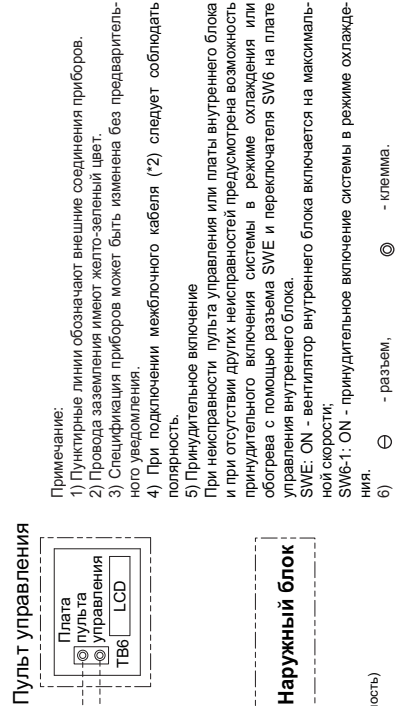 Пульт управления
Плата
пульта
управления
TB6
LCD
Наружный блок
ность)
Примечание:
1) Пунктирные линии обозначают внешние соединения приборов.
2) Провода заземления имеют желто-зеленый цвет.
3) Спецификация приборов может быть изменена без предваритель-
ного уведомления.
4) При подключении межблочного кабеля (*2) следует соблюдать
полярность.
5) Принудительное включение
При неисправности пульта управления или платы внутреннего блока
и при отсутствии других неисправностей предусмотрена возможность
принудительного включения системы в режиме охлаждения или
обогрева с помощью разъема SWE и переключателя SW6 на плате
управления внутреннего блока.
SWE: ON - вентилятор внутреннего блока включается на максималь-
ной скорости;
SW6-1: ON - принудительное включение системы в режиме охлажде-
ния.
6) - разъем, - клемма.